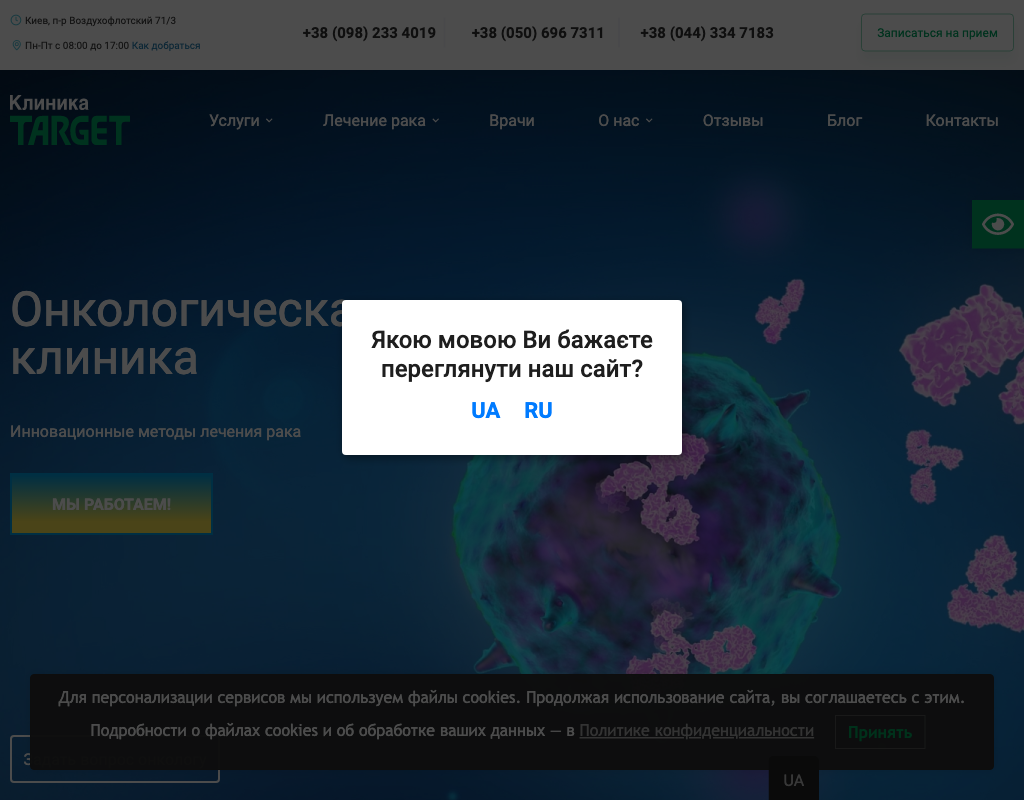 Киев, п-р Воздухофлотский 71/3
Пн-Пт с 08:00 до 17:00 Как добраться
+38 (098) 233 4019
+38 (050) 696 7311
+38 (044) 334 7183
Записаться на прием
Клиника
TARGET
Услуги
Лечение рака
Врачи
О нас
Отзывы
Блог
Контакты
Онкологическа
клиника
Якою мовою Ви бажаєте
переглянути наш сайт?
UA RU
Инновационные методы лечения рака
МЫ РАБОТАЕМ!
Для персонализации сервисов мы используем файлы cookies. Продолжая использование сайта, вы соглашаетесь с этим.
Подробности о файлах cookies и об обработке ваших данных — в Политике конфиденциальности
Принять
UA